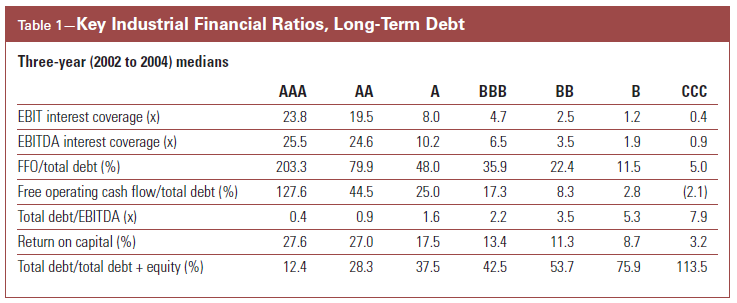 Table 1—Key Industrial Financial Ratios, Long-Term Debt
Three-year (2002 to 2004) medians
AAA AA A BBB BB B CCC
EBIT interest coverage (x) 23.8 19.5 8.0 4.7 2.5 1.2 0.4
EBITDA interest coverage (x) 25.5 24.6 10.2 6.5 3.5 1.9 0.9
FFO/total debt (%) 203.3 79.9 48.0 35.9 22.4 11.5 5.0
Free operating cash flow/total debt (%) 127.6 44.5 25.0 17.3 8.3 2.8 (2.1)
Total debt/EBITDA (x) 0.4 0.9 1.6 2.2 3.5 5.3 7.9
Return on capital (%) 27.6 27.0 17.5 13.4 11.3 8.7 3.2
Total debt/total debt + equity (%) 12.4 28.3 37.5 42.5 53.7 75.9 113.5